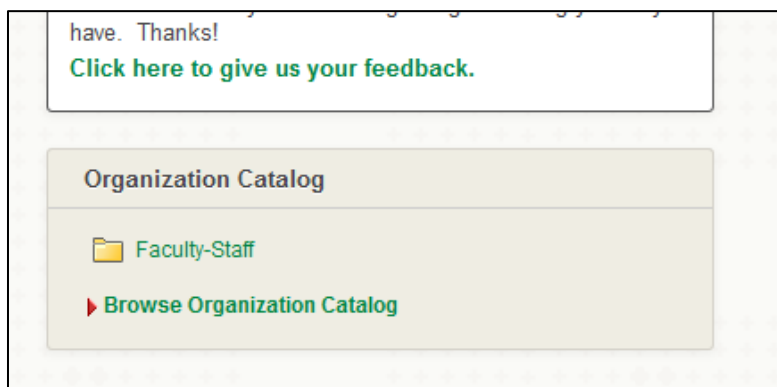 have. Thanks!
Click here to give us your feedback.
Organization Catalog
Faculty-Staff
Browse Organization Catalog